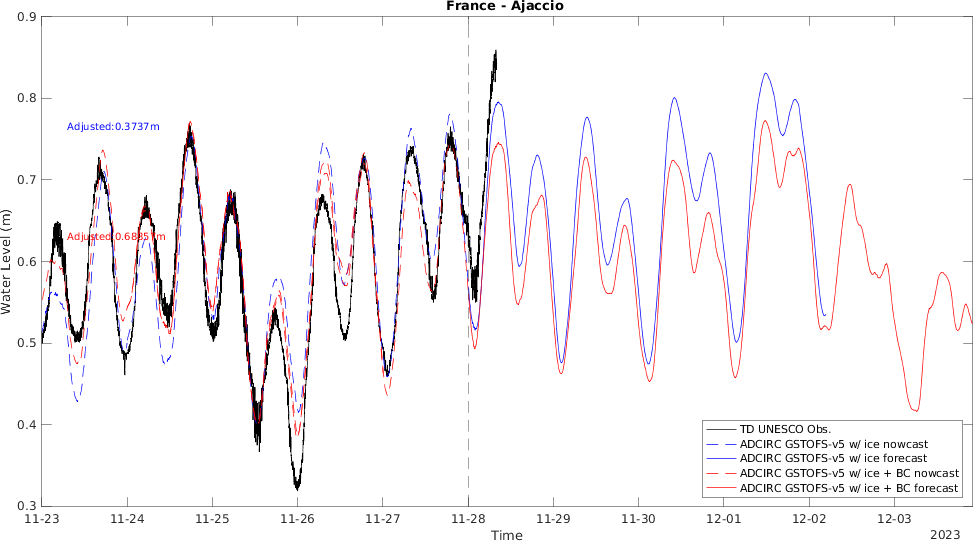 France - Ajaccio
0.9
0.8
0.7
0.6
0.5
0.4
0.3
Water Level (m)
Adjusted:0.3737m
TD UNESCO Obs.
ADCIRC GSTOFS-v5 w/ ice nowcast
ADCIRC GSTOFS-v5 w/ ice forecast
ADCIRC GSTOFS-v5 w/ ice + BC nowcast
ADCIRC GSTOFS-v5 w/ ice + BC forecast
11-23 11-24 11-25 11-26 11-27 11-28 11-29 11-30 12-01 12-02 12-03
Time
2023